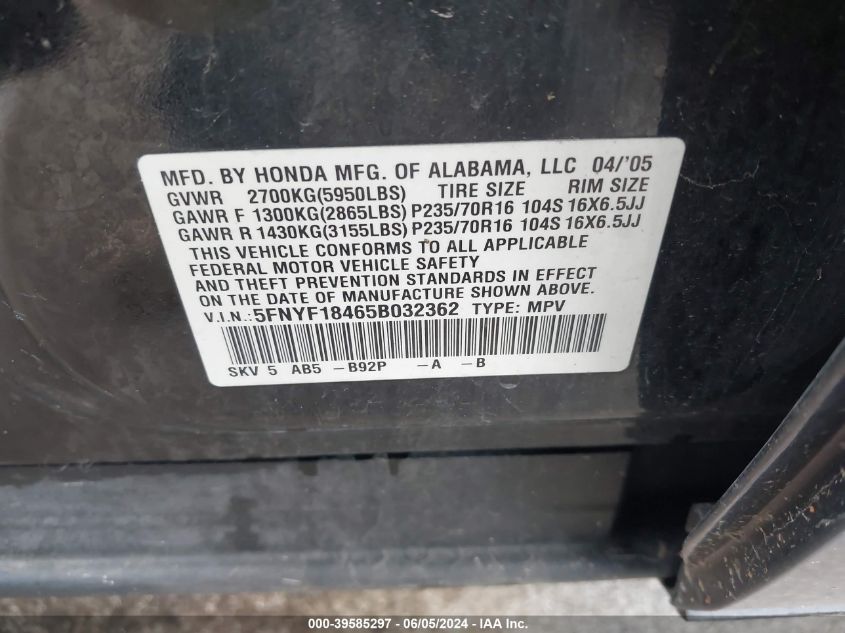 MFD. BY HONDA MFG. OF ALABAMA, LLC 04/'05
GVWR 2700KG(5950LBS) TIRE SIZE RIM SIZE
GAWR F 1300KG(2865LBS) P235/70R16 104S 16X6.5JJ
GAWR R 1430KG(3155LBS) P235/70R16 104S 16X6.5JJ
THIS VEHICLE CONFORMS TO ALL APPLICABLE
FEDERAL MOTOR VEHICLE SAFETY
AND THEFT PREVENTION STANDARDS IN EFFECT
ON THE DATE OF MANUFACTURE SHOWN ABOVE.
V.I.N.:5FNYF18465B032362 TYPE: MPV
SKV 5 AB5 -B92P -A -B
000-39585297 - 06/05/2024 - IAA Inc.